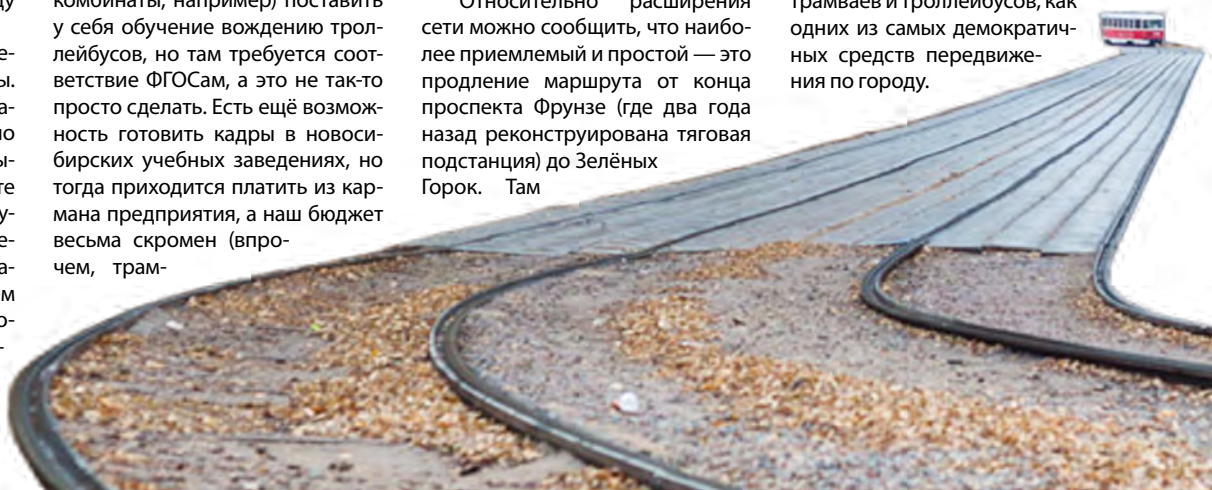 ду
е-
ы.
а-
ы-
те
у-
е-
а-
м
о-
-
комбинаты, например) поставить
у себя обучение вождению трол-
лейбусов, но там требуется соот-
ветствие ФГОСам, а это не так-то
просто сделать. Есть ещё возмож-
ность готовить кадры в новоси-
бирских учебных заведениях, но
тогда приходится платить из кар-
мана предприятия, а наш бюджет
весьма скромен (впро-
чем, трам-
Относительно расширения
сети можно сообщить, что наибо-
лее приемлемый и простой — это
продление маршрута от конца
проспекта Фрунзе (где два года
назад реконструирована тяговая
подстанция) до Зелёных
Горок. Там
трамваев и троллейбусов, как
одних из самых демократич-
ных средств передвиже-
ния по городу.